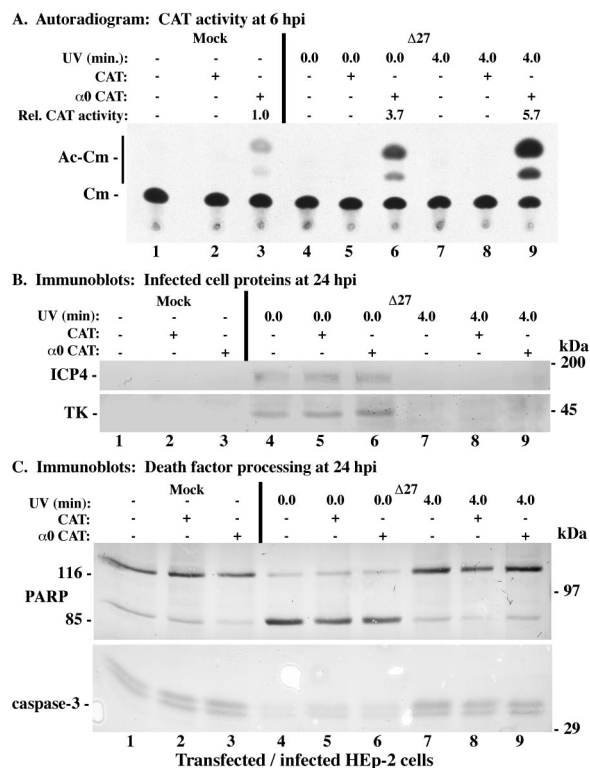 A. Autoradiogram: CAT activity at 6 hpi
Mock Δ27
UV (min.): - - - 0.0 0.0 0.0 4.0 4.0 4.0
CAT: - + - - + - - + -
α0 CAT: - - + - - + - - +
Rel. CAT activity: 1.0 3.7 5.7
Ac-Cm -
Cm -
1 2 3 4 5 6 7 8 9
B. Immunoblots: Infected cell proteins at 24 hpi
Mock Δ27
UV (min): - - - 0.0 0.0 0.0 4.0 4.0 4.0
CAT: - + - - + - - + -
α0 CAT: - - + - - + - - +
kDa
- 200
ICP4 -
TK - - 45
1 2 3 4 5 6 7 8 9
C. Immunoblots: Death factor processing at 24 hpi
Mock Δ27
UV (min): - - - 0.0 0.0 0.0 4.0 4.0 4.0
CAT: - + - - + - - + -
α0 CAT: - - + - - + - - + kDa
116 -
PARP - 97
85 -
caspase-3 -
- 29
1 2 3 4 5 6 7 8 9
Transfected / infected HEp-2 cells